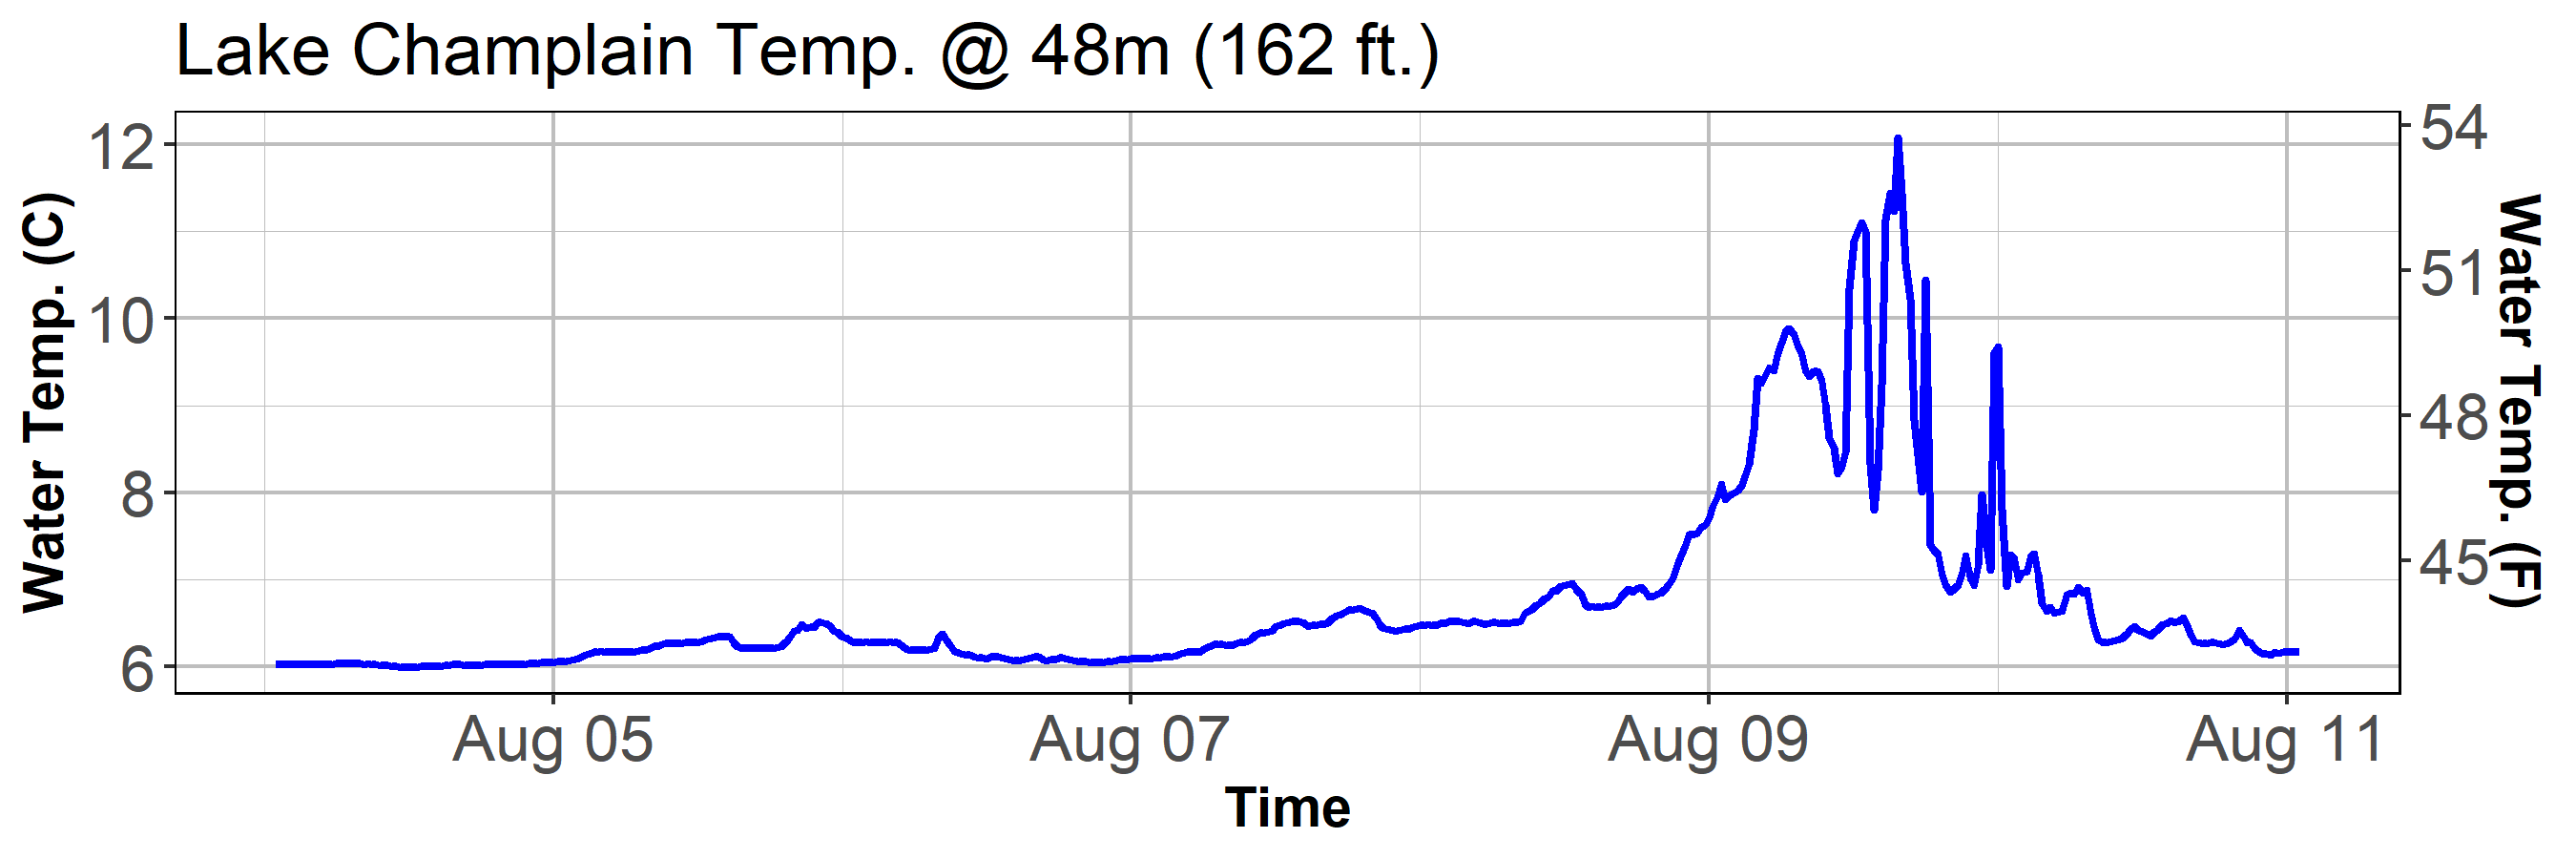 Lake Champlain Temp. @ 48m (162 ft.)
12
10
8
6
Water Temp. (C)
54
51
48
45
Water Temp. (F)
Aug 05
Aug 07
Aug 09
Aug 11
Time